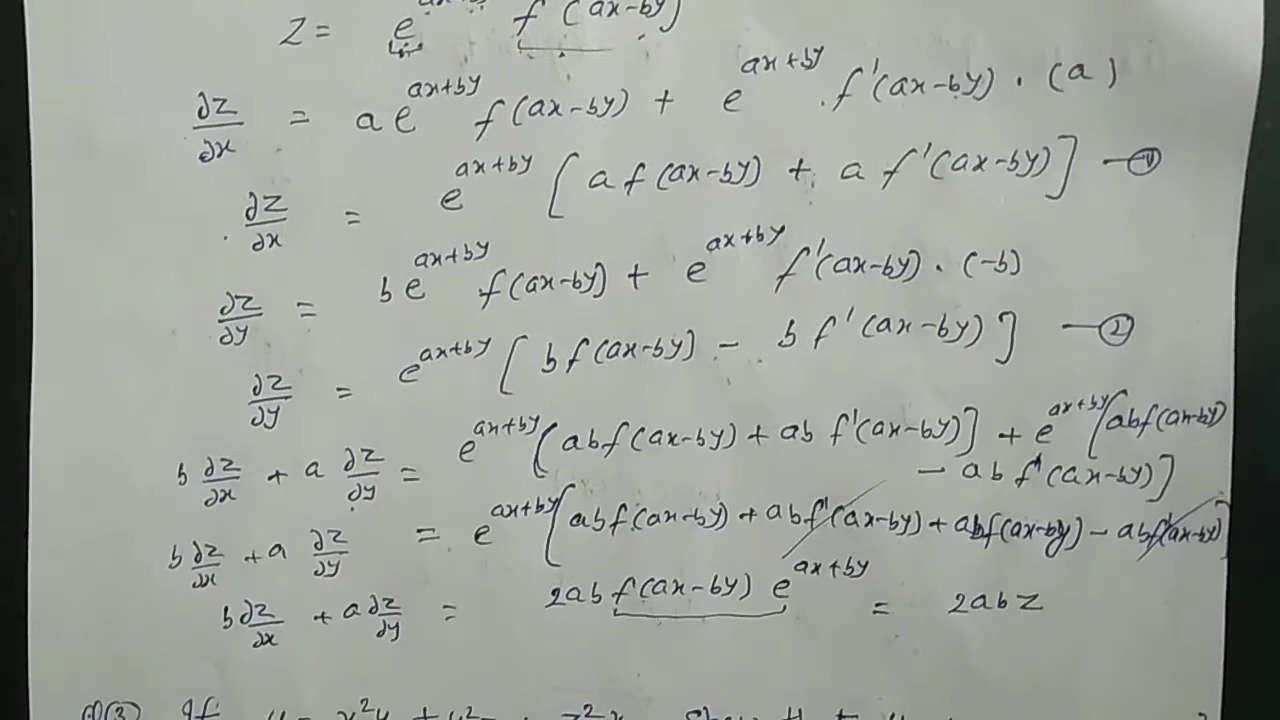 Z = e^{ax+by} f(ax-by)
∂z/∂x = a e^{ax+by} f(ax-by) + e^{ax+by} . f'(ax-by) . (a)
∂z/∂x = e^{ax+by} [ a f(ax-by) + a f'(ax-by) ] —①
∂z/∂y = b e^{ax+by} f(ax-by) + e^{ax+by} f'(ax-by) . (-b)
∂z/∂y = e^{ax+by} [ b f(ax-by) - b f'(ax-by) ] —②
b ∂z/∂x + a ∂z/∂y = e^{ax+by} [ abf(ax-by) + ab f'(ax-by) ] + e^{ax+by} [ abf(ax-by)
- ab f'(ax-by) ]
b ∂z/∂x + a ∂z/∂y = e^{ax+by} [ abf(ax-by) + abf'(ax-by) + abf(ax-by) - abf'(ax-by) ]
b ∂z/∂x + a ∂z/∂y = 2ab f(ax-by) e^{ax+by} = 2abz
If